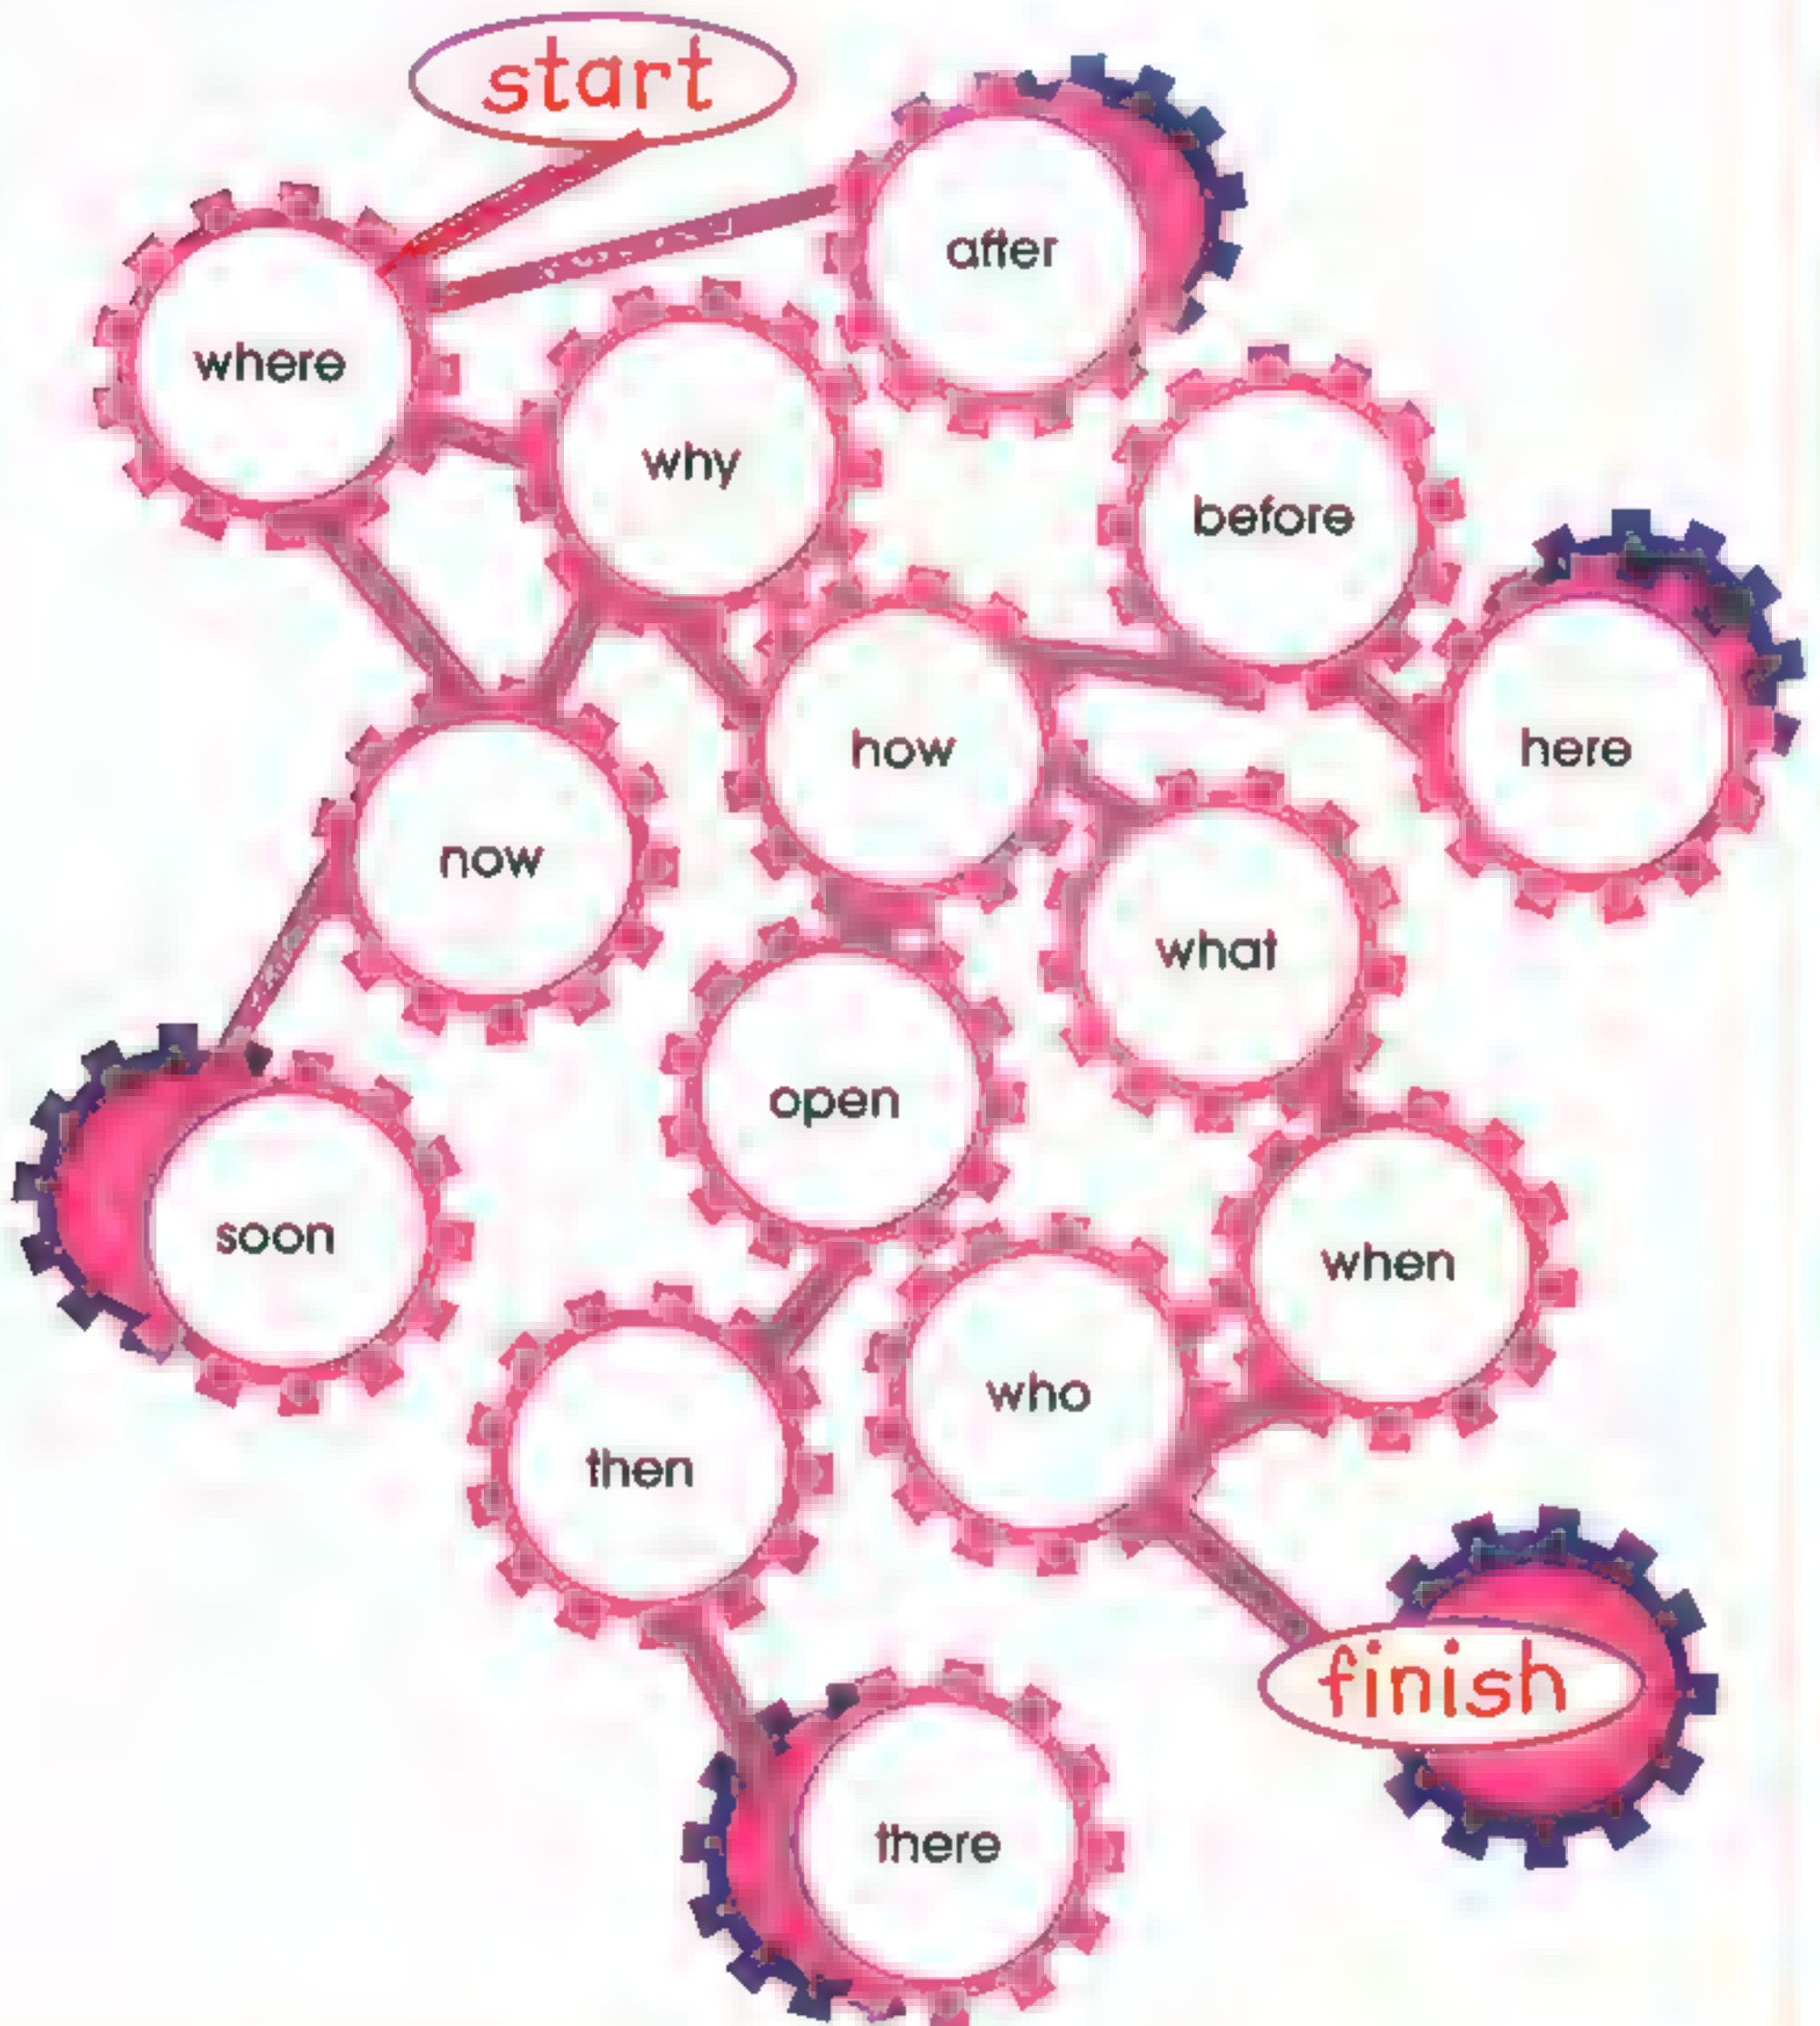 start
after
where
why
before
how
here
now
what
open
soon
when
who
then
finish
there